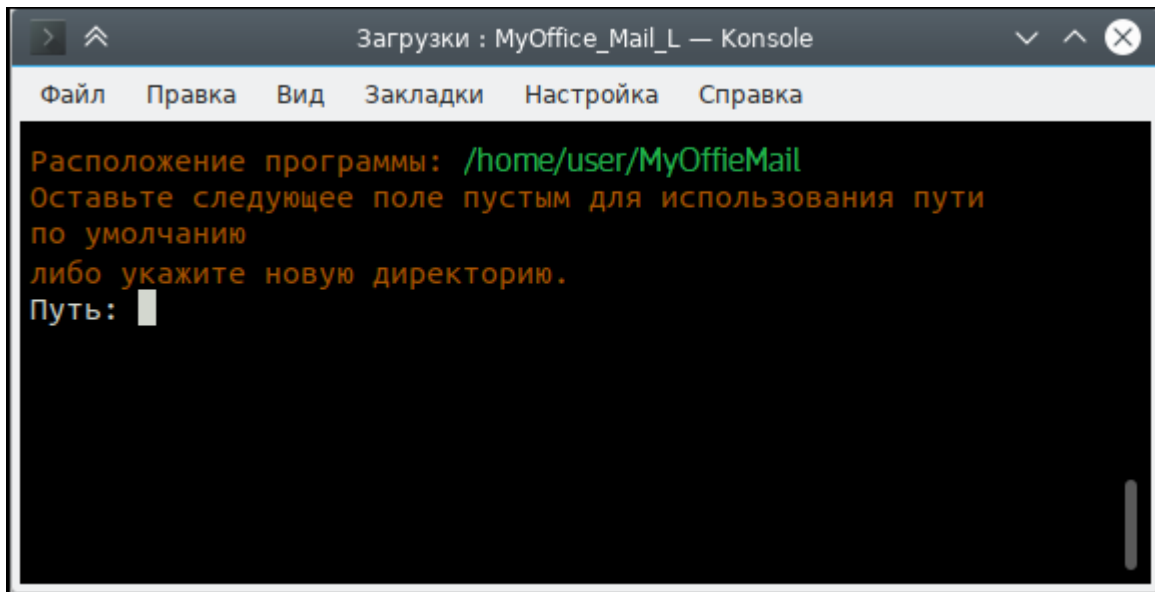 Загрузки : MyOffice_Mail_L — Konsole
Файл Правка Вид Закладки Настройка Справка
Расположение программы: /home/user/MyOffieMail
Оставьте следующее поле пустым для использования пути
по умолчанию
либо укажите новую директорию.
Путь: